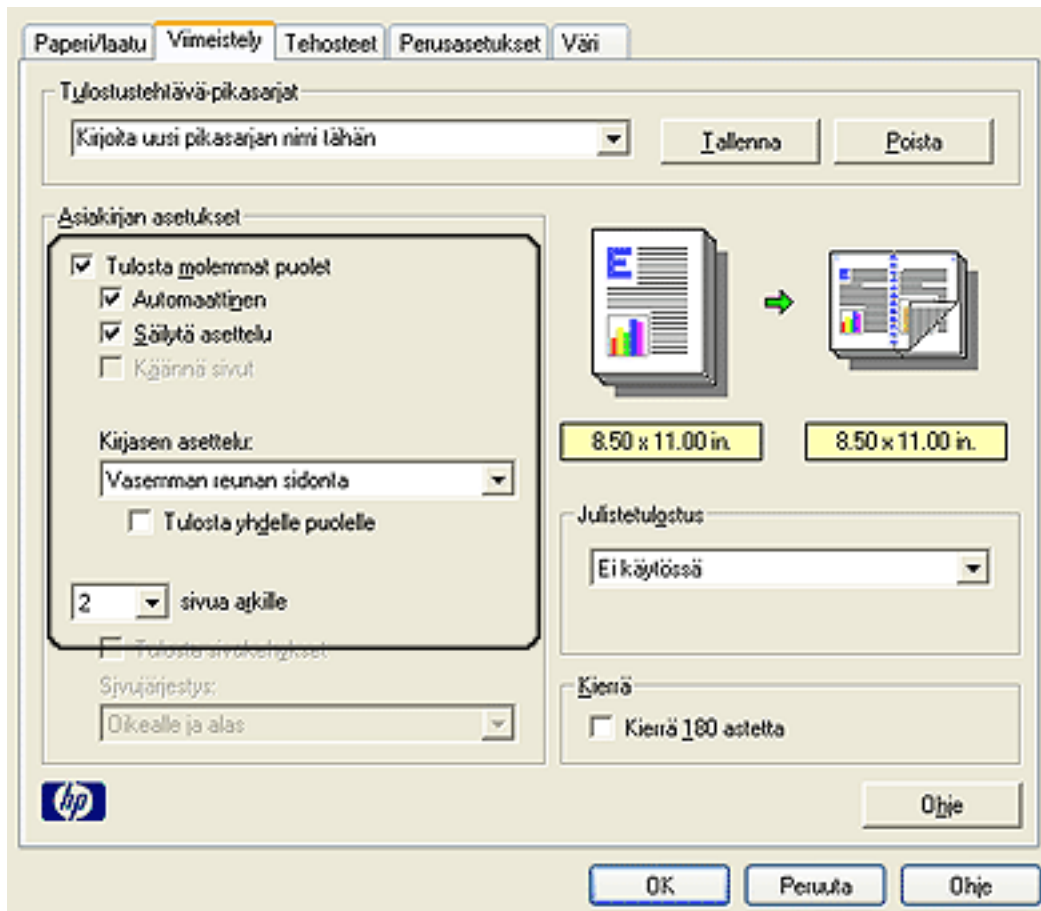 Paperi/laatu Viimeistely Tehosteet Perusasetukset Väri
Tulostustehtävä-pikasarjat
Kirjoita uusi pikasarjan nimi tähän Tallenna Poista
Asiakirjan asetukset
Tulosta molemmat puolet
Automaattinen
Säilytä asettelu
Käännä sivut
Kirjasen asettelu:
Vasemman reunan sidonta
Tulosta yhdelle puolelle
2 sivua arkille
Tulosta sivukehykset
Sivujärjestys:
Oikealle ja alas
E
8.50 x 11.00 in. 8.50 x 11.00 in.
Julistetulostus
Ei käytössä
Kierrä
Kierrä 180 astetta
hp
Ohje
OK Peruuta Ohje